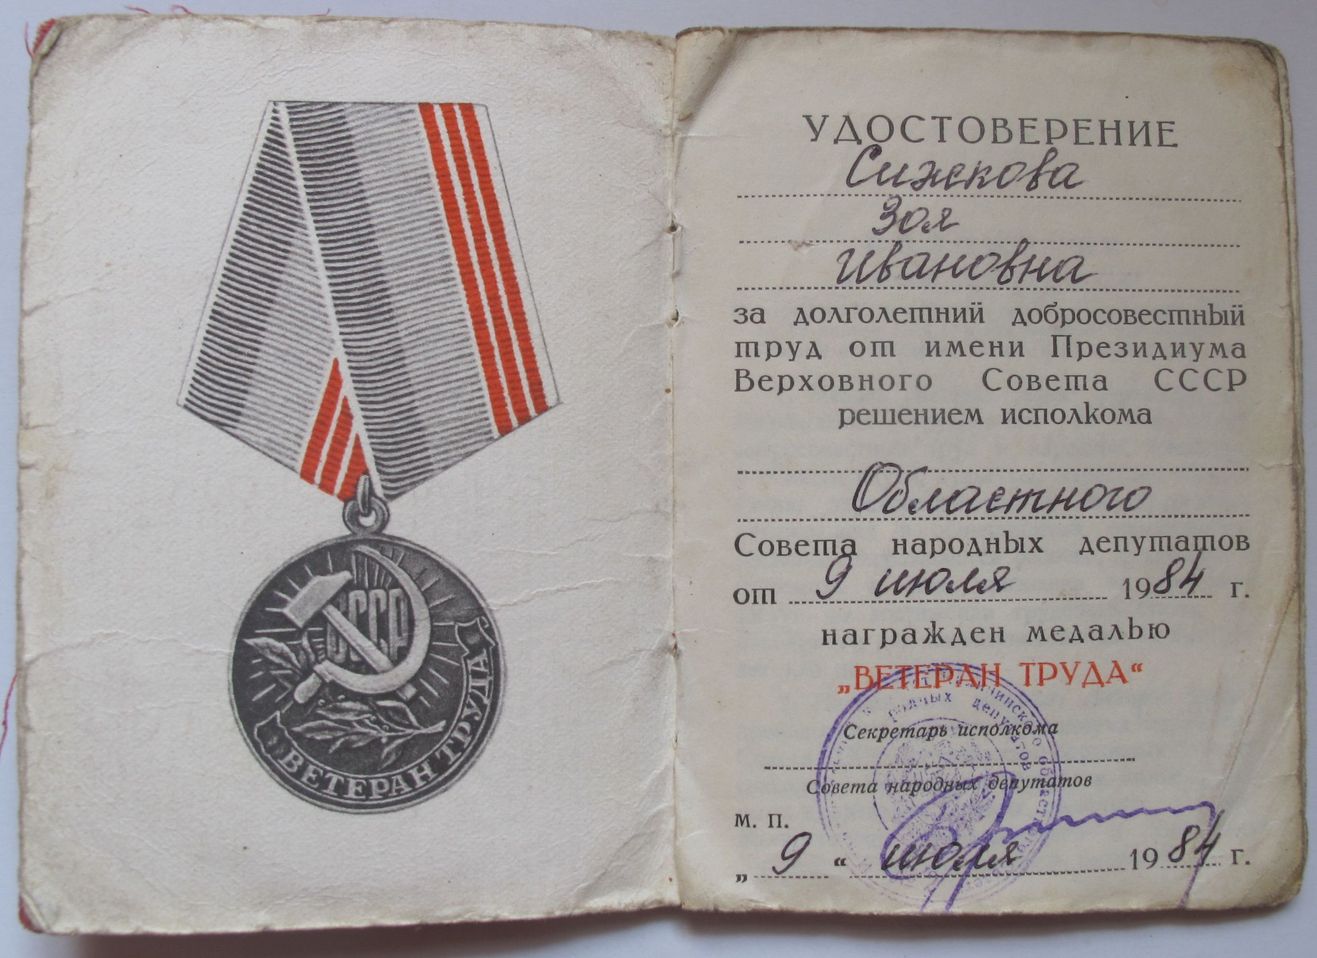 СССР
ВЕТЕРАН ТРУДА
УДОСТОВЕРЕНИЕ
Сижкова
Зоя
Ивановна
за долголетний добросовестный
труд от имени Президиума
Верховного Совета СССР
решением исполкома
Областного
Совета народных депутатов
от 9 июля 1984 г.
награжден медалью
„ВЕТЕРАН ТРУДА“
Секретарь исполкома
Совета народных депутатов
м. п.
„ 9 “ июля 1984 г.